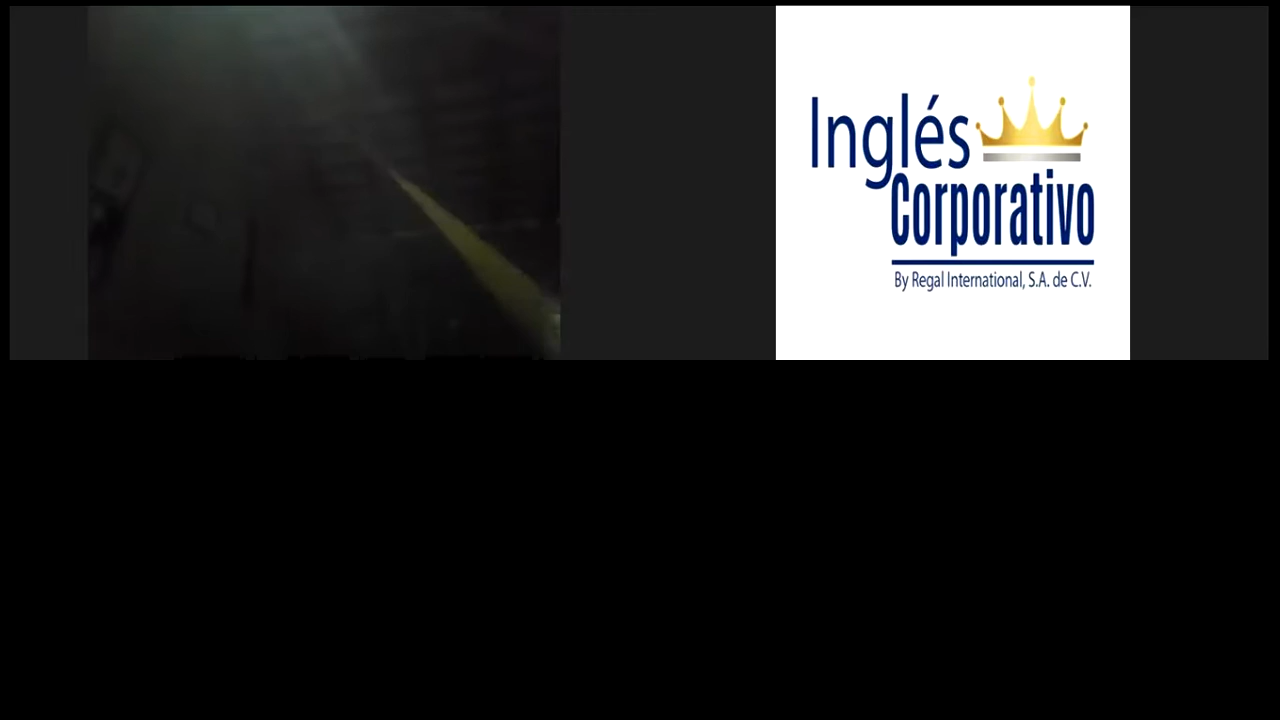 Inglés
Corporativo
By Regal International, S.A. de C.V.